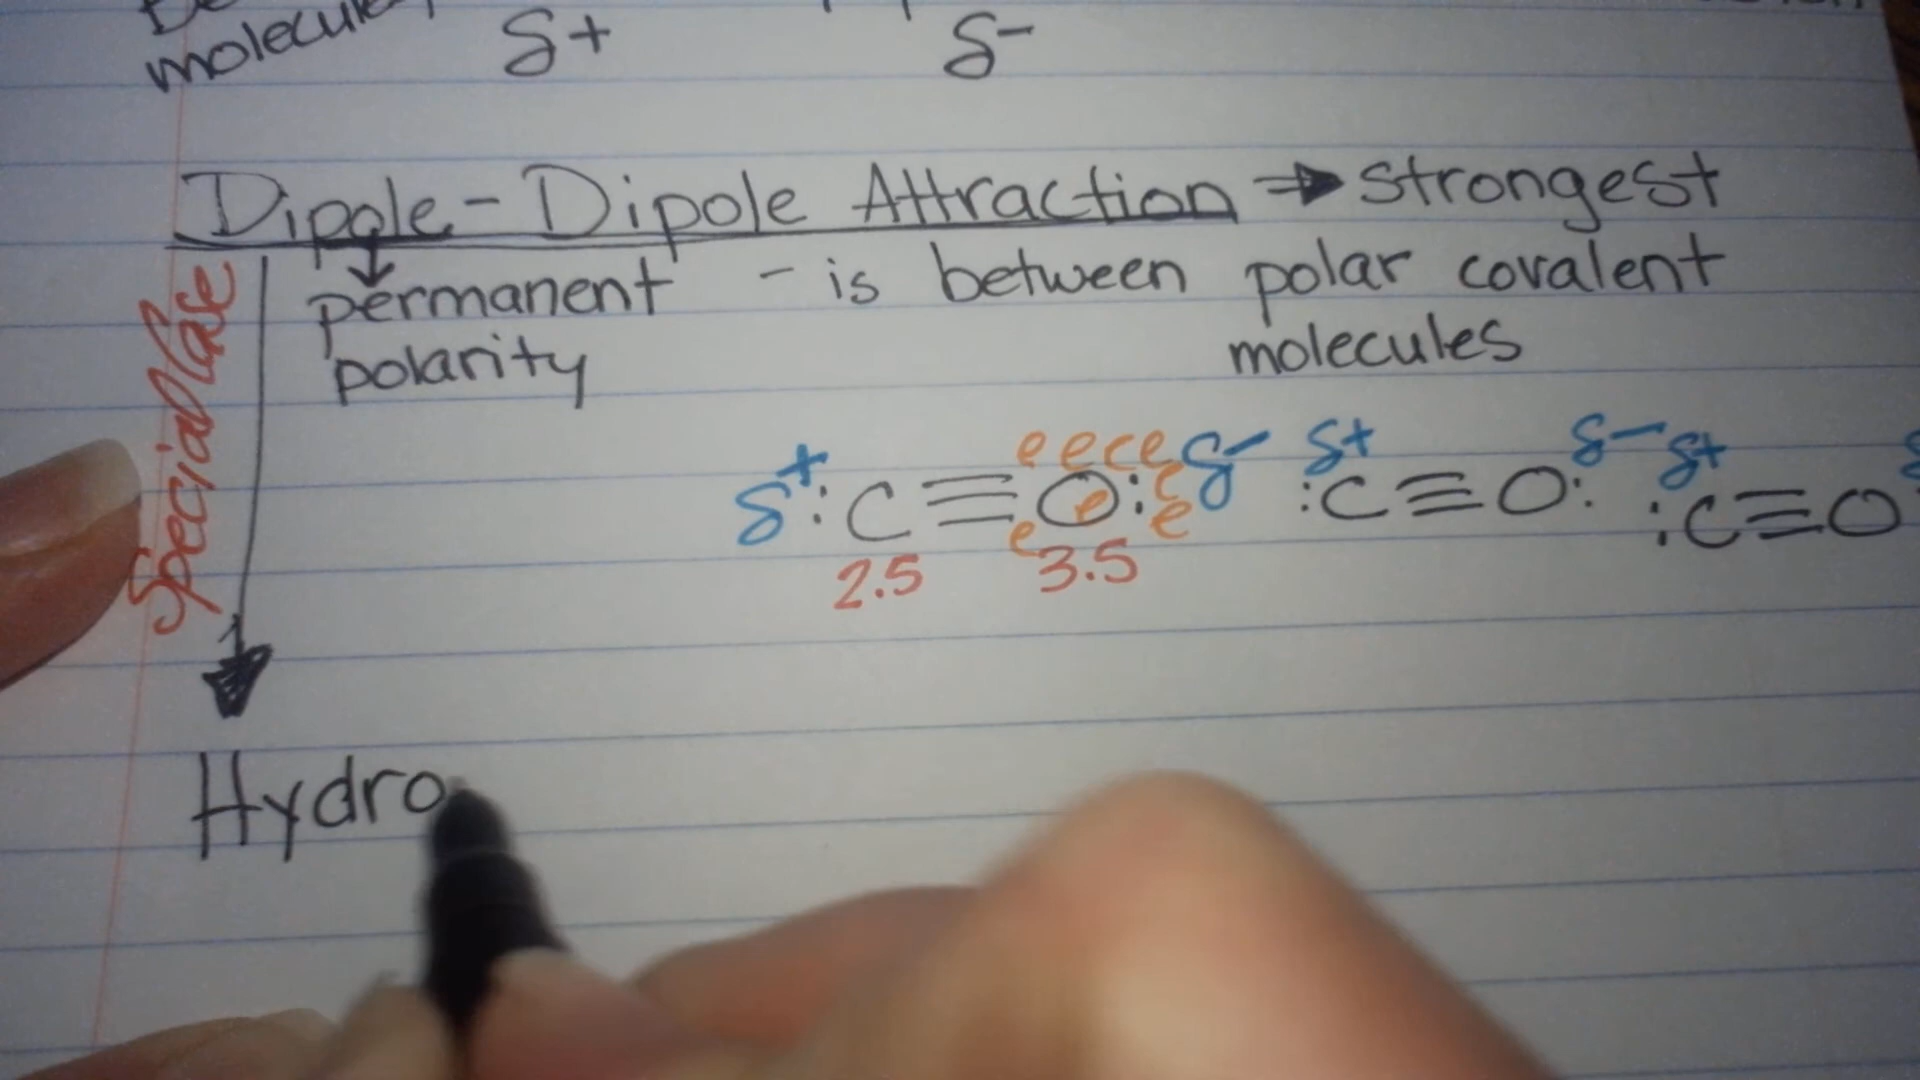 molecule
δ+ δ-
Dipole-Dipole Attraction → strongest
permanent - is between polar covalent
polarity molecules
Special Case
δ+ :C≡O: δ- δ+ :C≡O: δ- δ+ :C≡O
e e e e e e e e e
2.5 3.5
Hydro